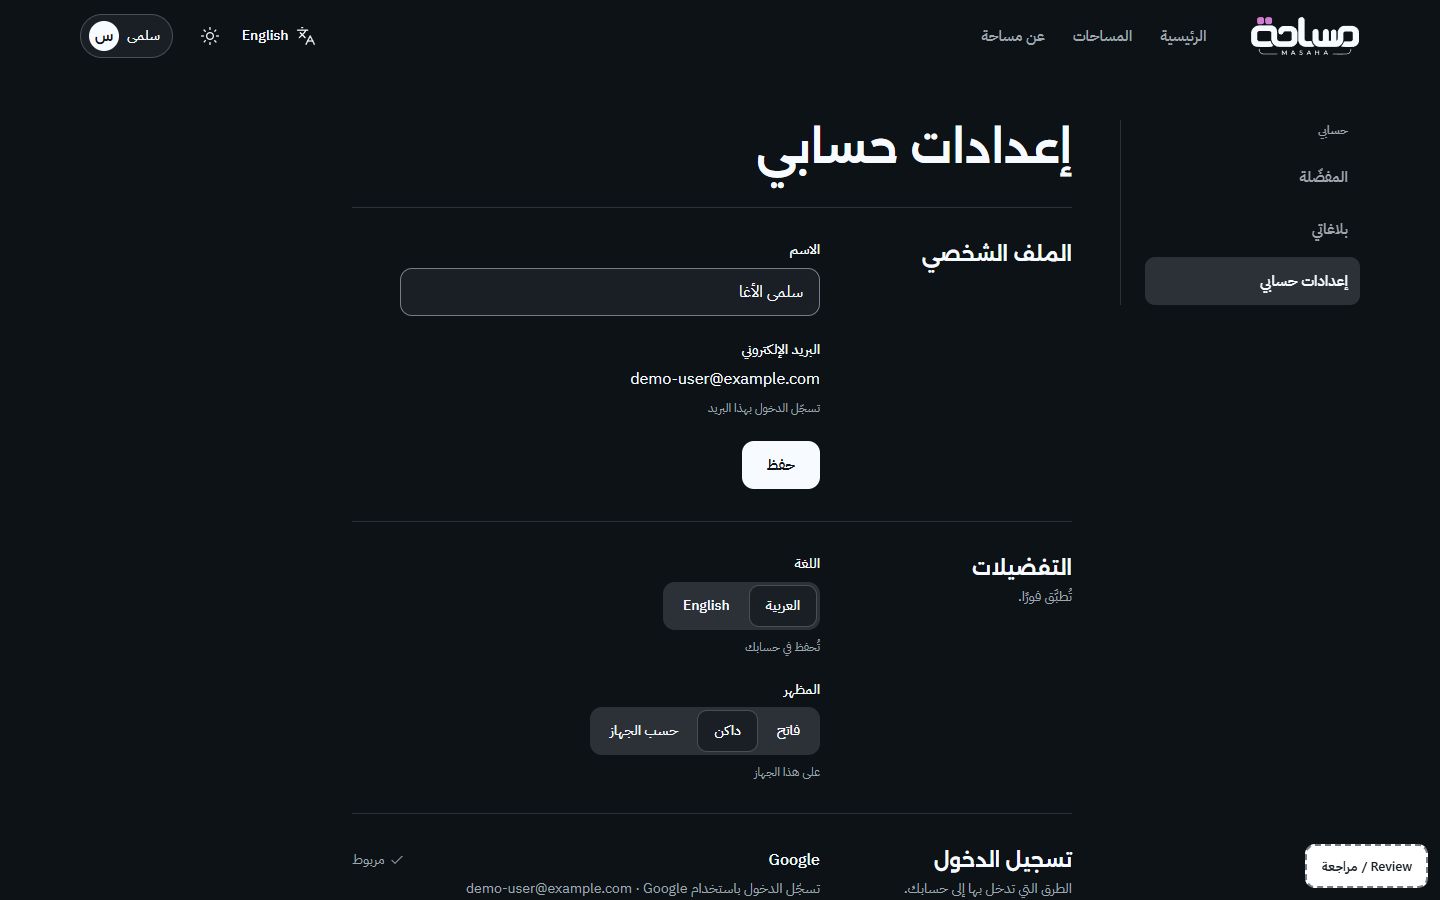 مساحة
MASAHA
الرئيسية
المساحات
عن مساحة
English
سلمى
س
حسابي
المفضّلة
بلاغاتي
إعدادات حسابي
إعدادات حسابي
الملف الشخصي
الاسم
سلمى الأغا
البريد الإلكتروني
demo-user@example.com
تسجّل الدخول بهذا البريد
حفظ
التفضيلات
تُطبَّق فورًا.
اللغة
العربية
English
تُحفظ في حسابك
المظهر
فاتح
داكن
حسب الجهاز
على هذا الجهاز
تسجيل الدخول
الطرق التي تدخل بها إلى حسابك.
Google
مربوط
تسجّل الدخول باستخدام Google · demo-user@example.com
مراجعة / Review